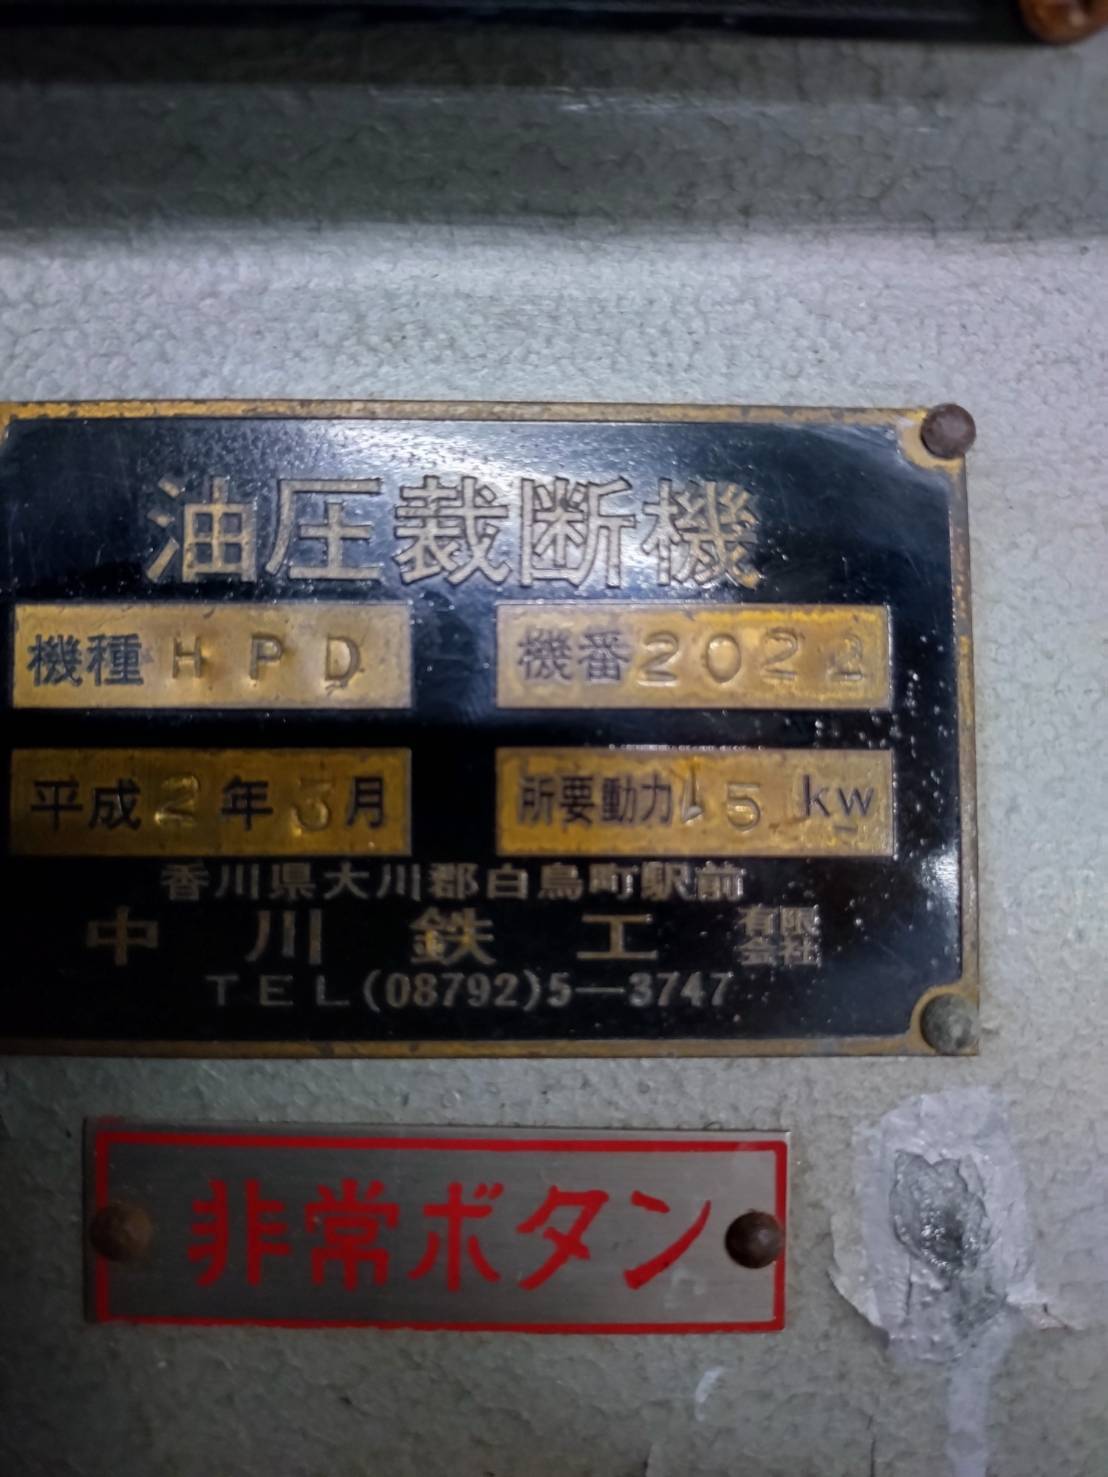 油圧裁断機
機種 HPD 機番 202
平成2年3月 所要動力 5 kw
香川県大川郡白鳥町駅前
中川鉄工有限会社
TEL(08792)5—3747
非常ボタン